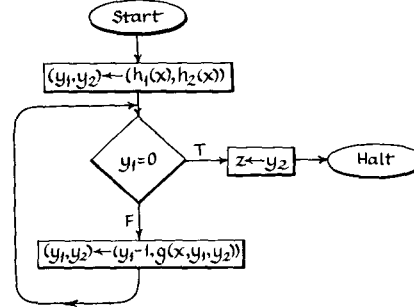 Start
(y₁,y₂)←(h₁(x),h₂(x))
y₁=0
T
z←y₂
Halt
F
(y₁,y₂)←(y₁-1,g(x,y₁,y₂))